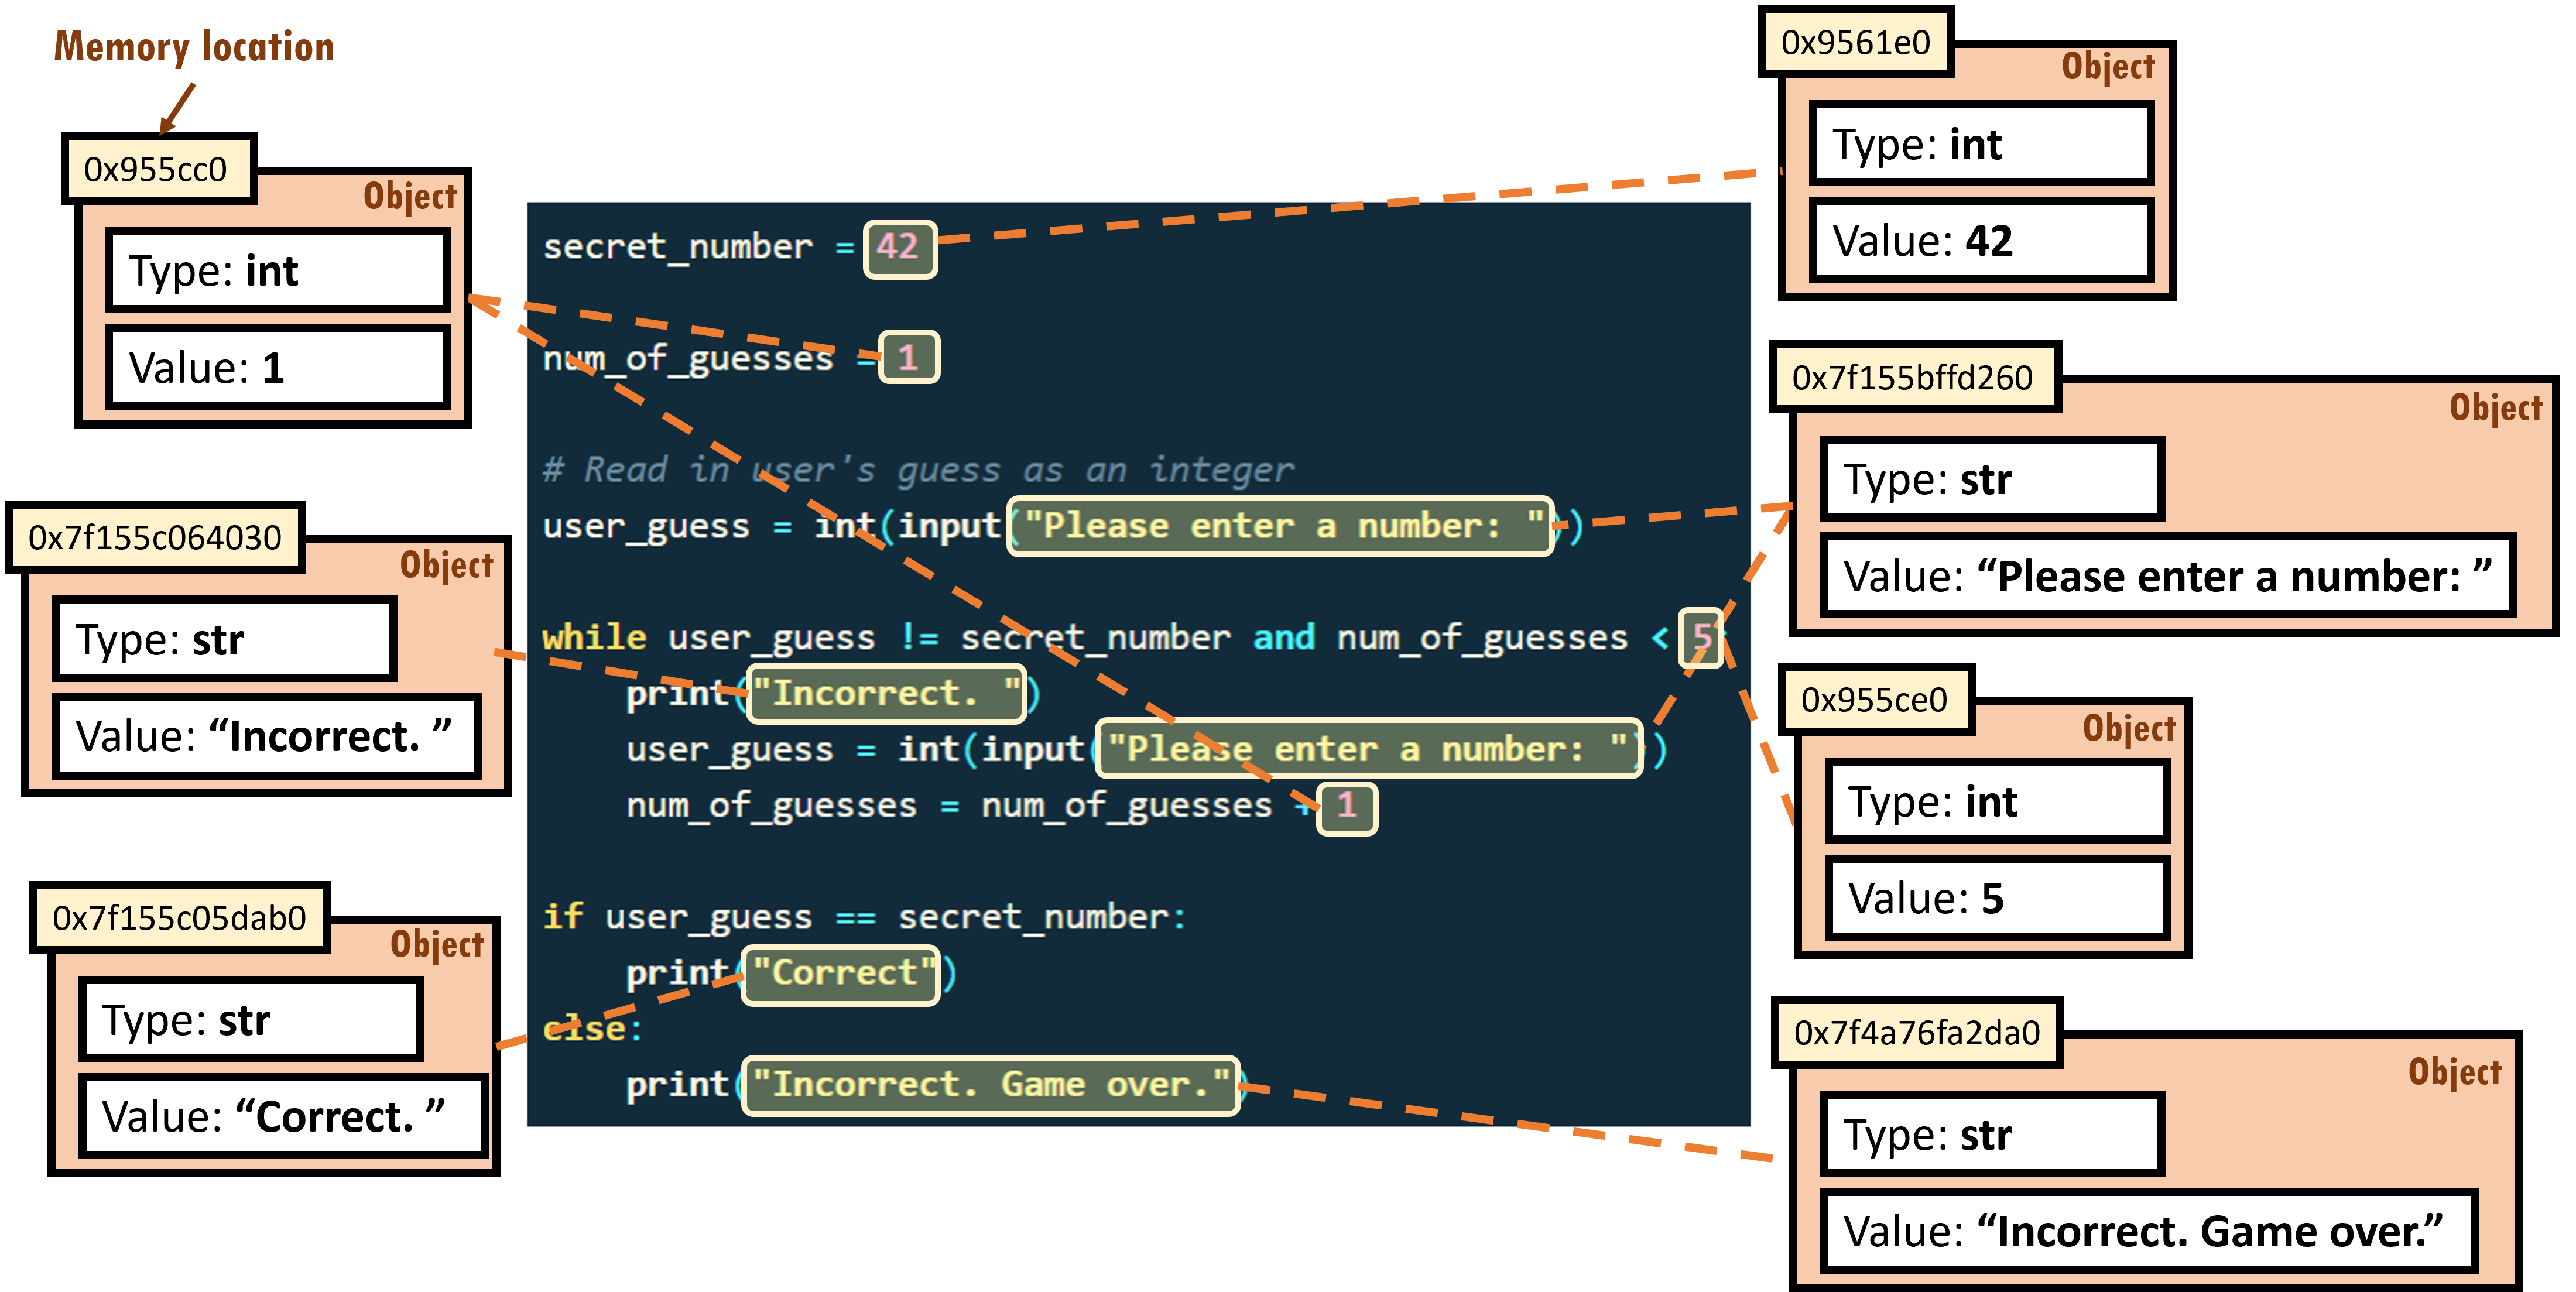 Memory location
0x955cc0
Object
Type: int
Value: 1
0x7f155c064030
Object
Type: str
Value: “Incorrect. ”
0x7f155c05dab0
Object
Type: str
Value: “Correct. ”
secret_number = 42
num_of_guesses = 1
# Read in user's guess as an integer
user_guess = int(input("Please enter a number: "))
while user_guess != secret_number and num_of_guesses < 5:
print("Incorrect. ")
user_guess = int(input("Please enter a number: "))
num_of_guesses = num_of_guesses + 1
if user_guess == secret_number:
print("Correct")
else:
print("Incorrect. Game over.")
0x9561e0
Object
Type: int
Value: 42
0x7f155bffd260
Object
Type: str
Value: “Please enter a number: ”
0x955ce0
Object
Type: int
Value: 5
0x7f4a76fa2da0
Object
Type: str
Value: “Incorrect. Game over.”